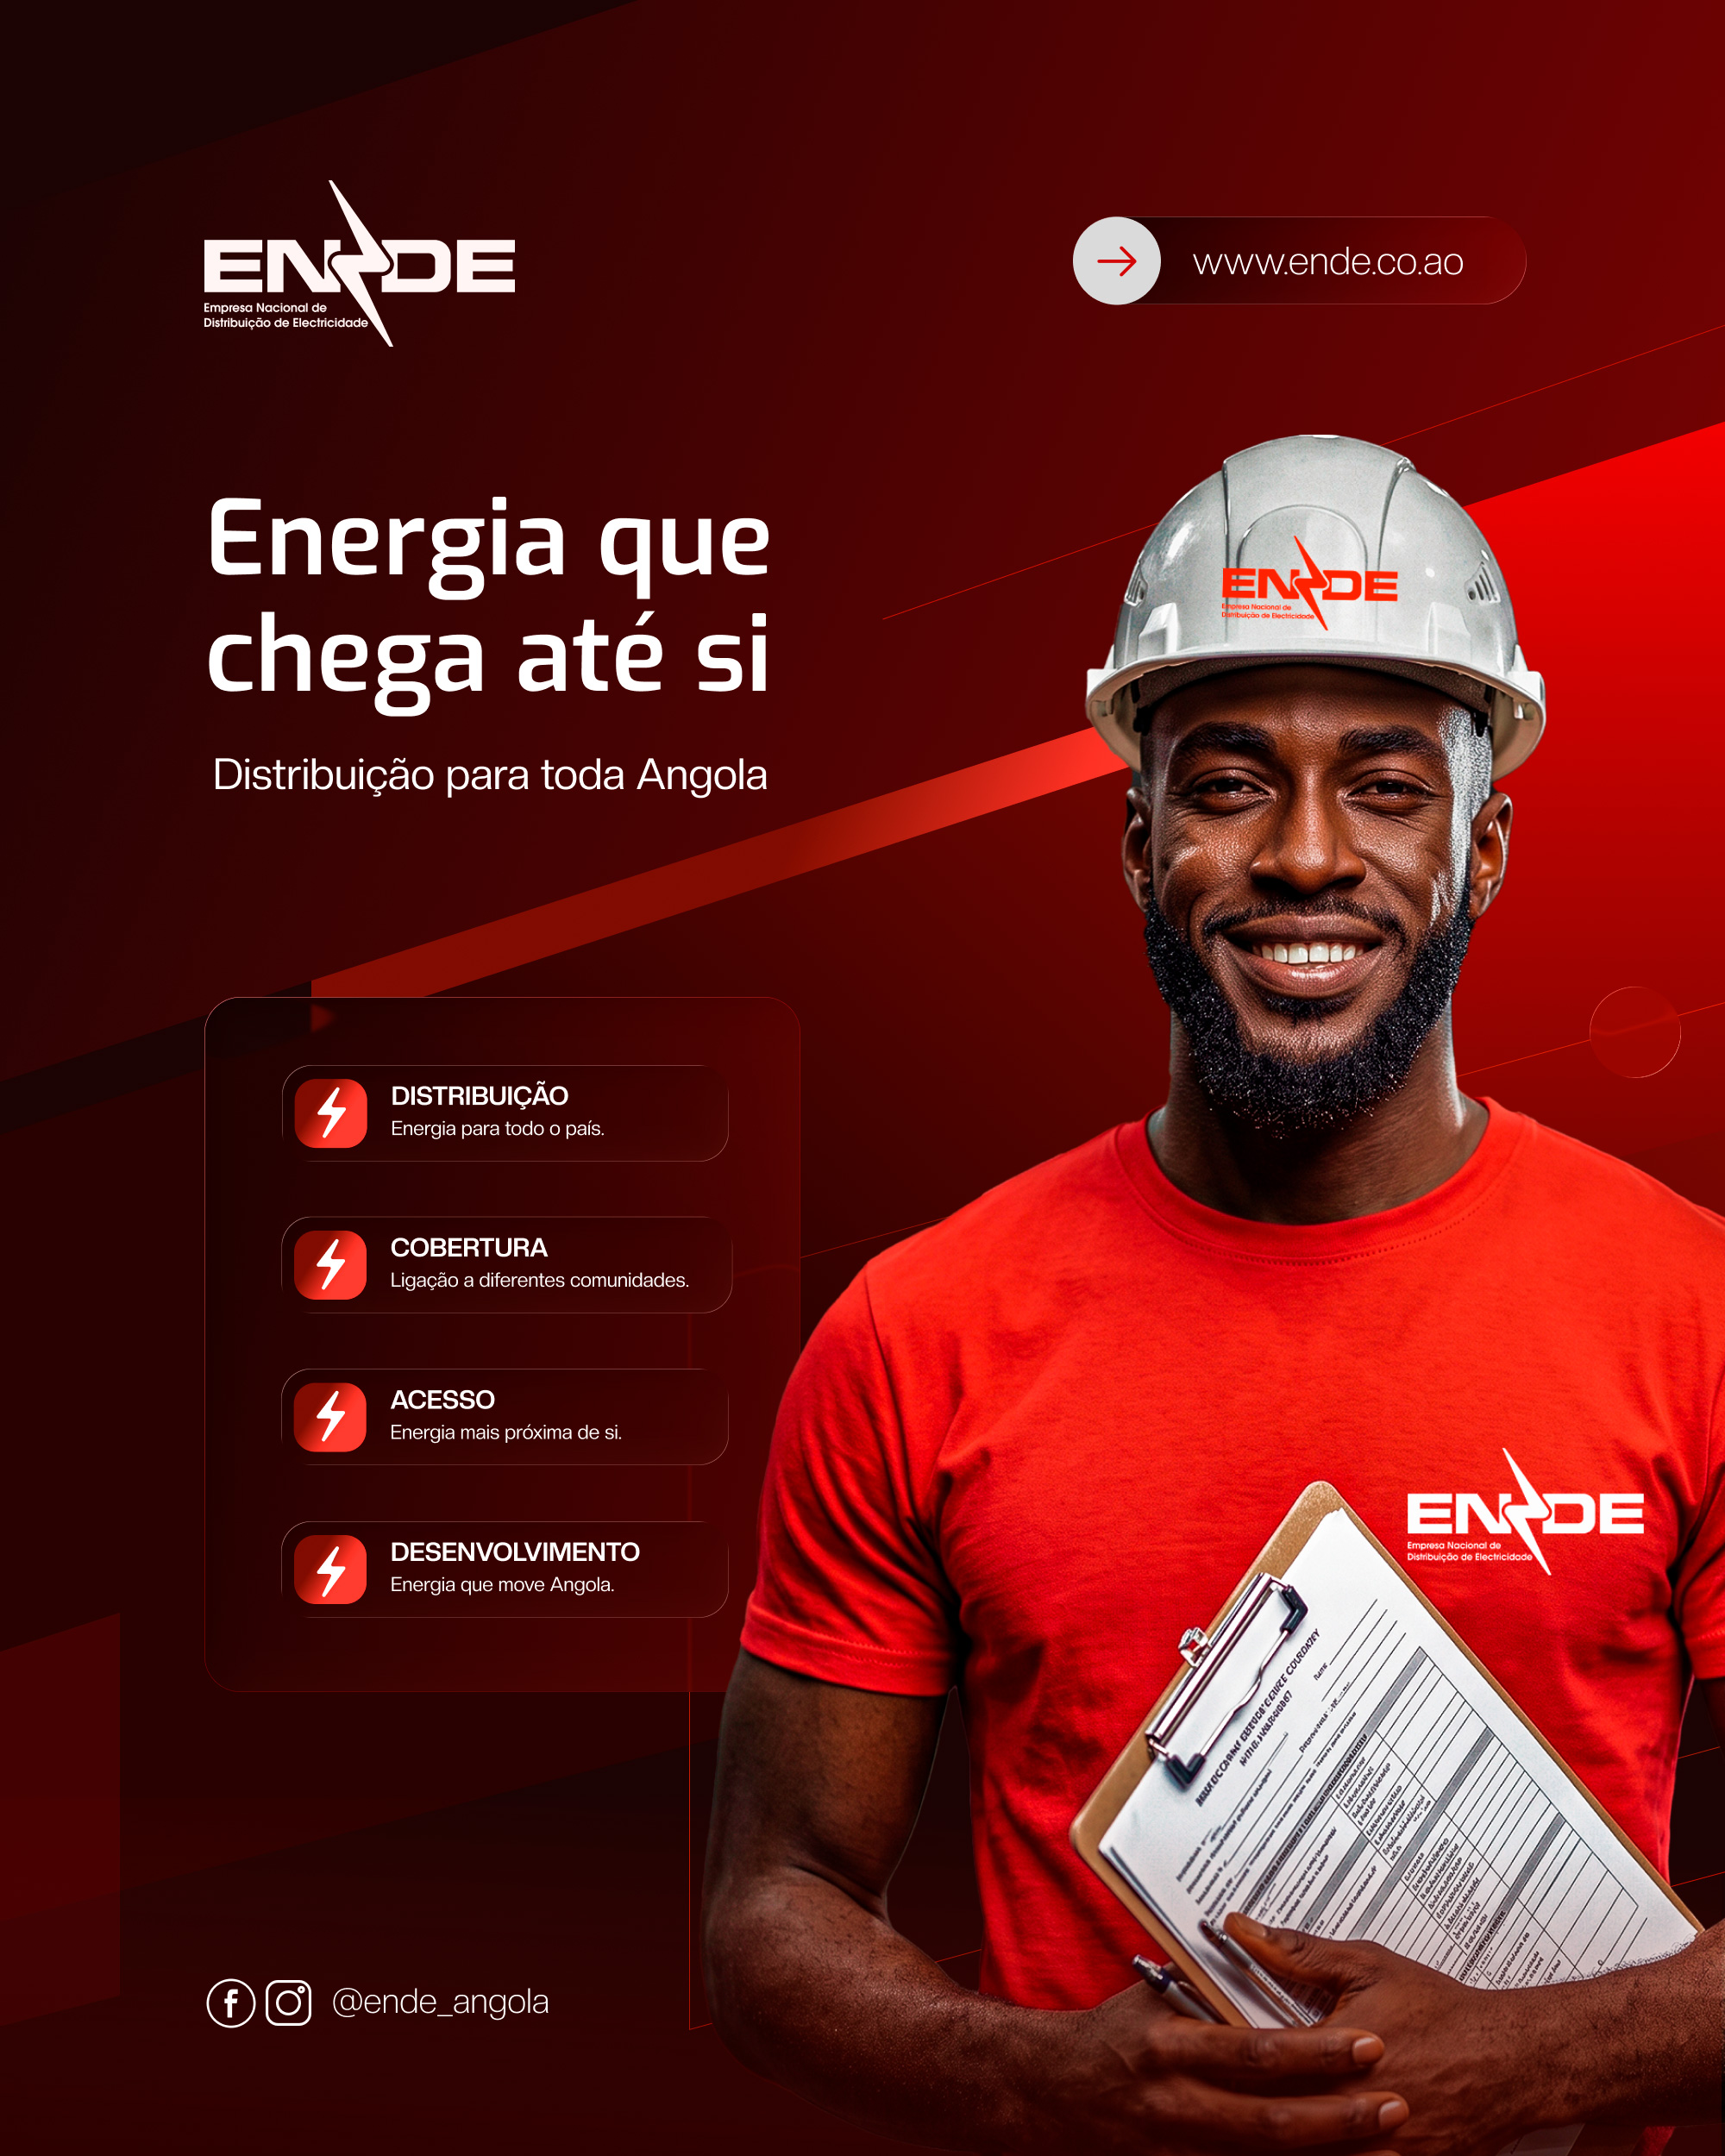 ENDE
Empresa Nacional de
Distribuição de Electricidade
www.ende.co.ao
Energia que
chega até si
Distribuição para toda Angola
ENDE
Empresa Nacional de
Distribuição de Electricidade
DISTRIBUIÇÃO
Energia para todo o país.
COBERTURA
Ligação a diferentes comunidades.
ACESSO
Energia mais próxima de si.
DESENVOLVIMENTO
Energia que move Angola.
ENDE
Empresa Nacional de
Distribuição de Electricidade
@ende_angola